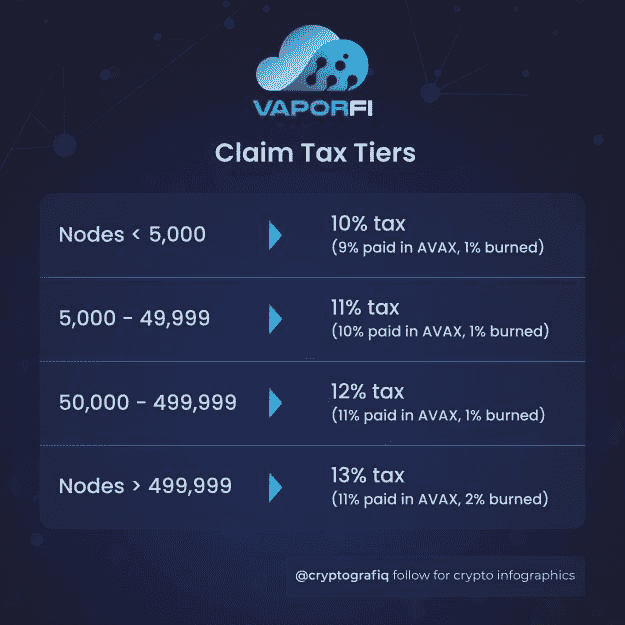 VAPORFI
Claim Tax Tiers
Nodes < 5,000
10% tax
(9% paid in AVAX, 1% burned)
5,000 - 49,999
11% tax
(10% paid in AVAX, 1% burned)
50,000 - 499,999
12% tax
(11% paid in AVAX, 1% burned)
Nodes > 499,999
13% tax
(11% paid in AVAX, 2% burned)
@cryptografiq follow for crypto infographics